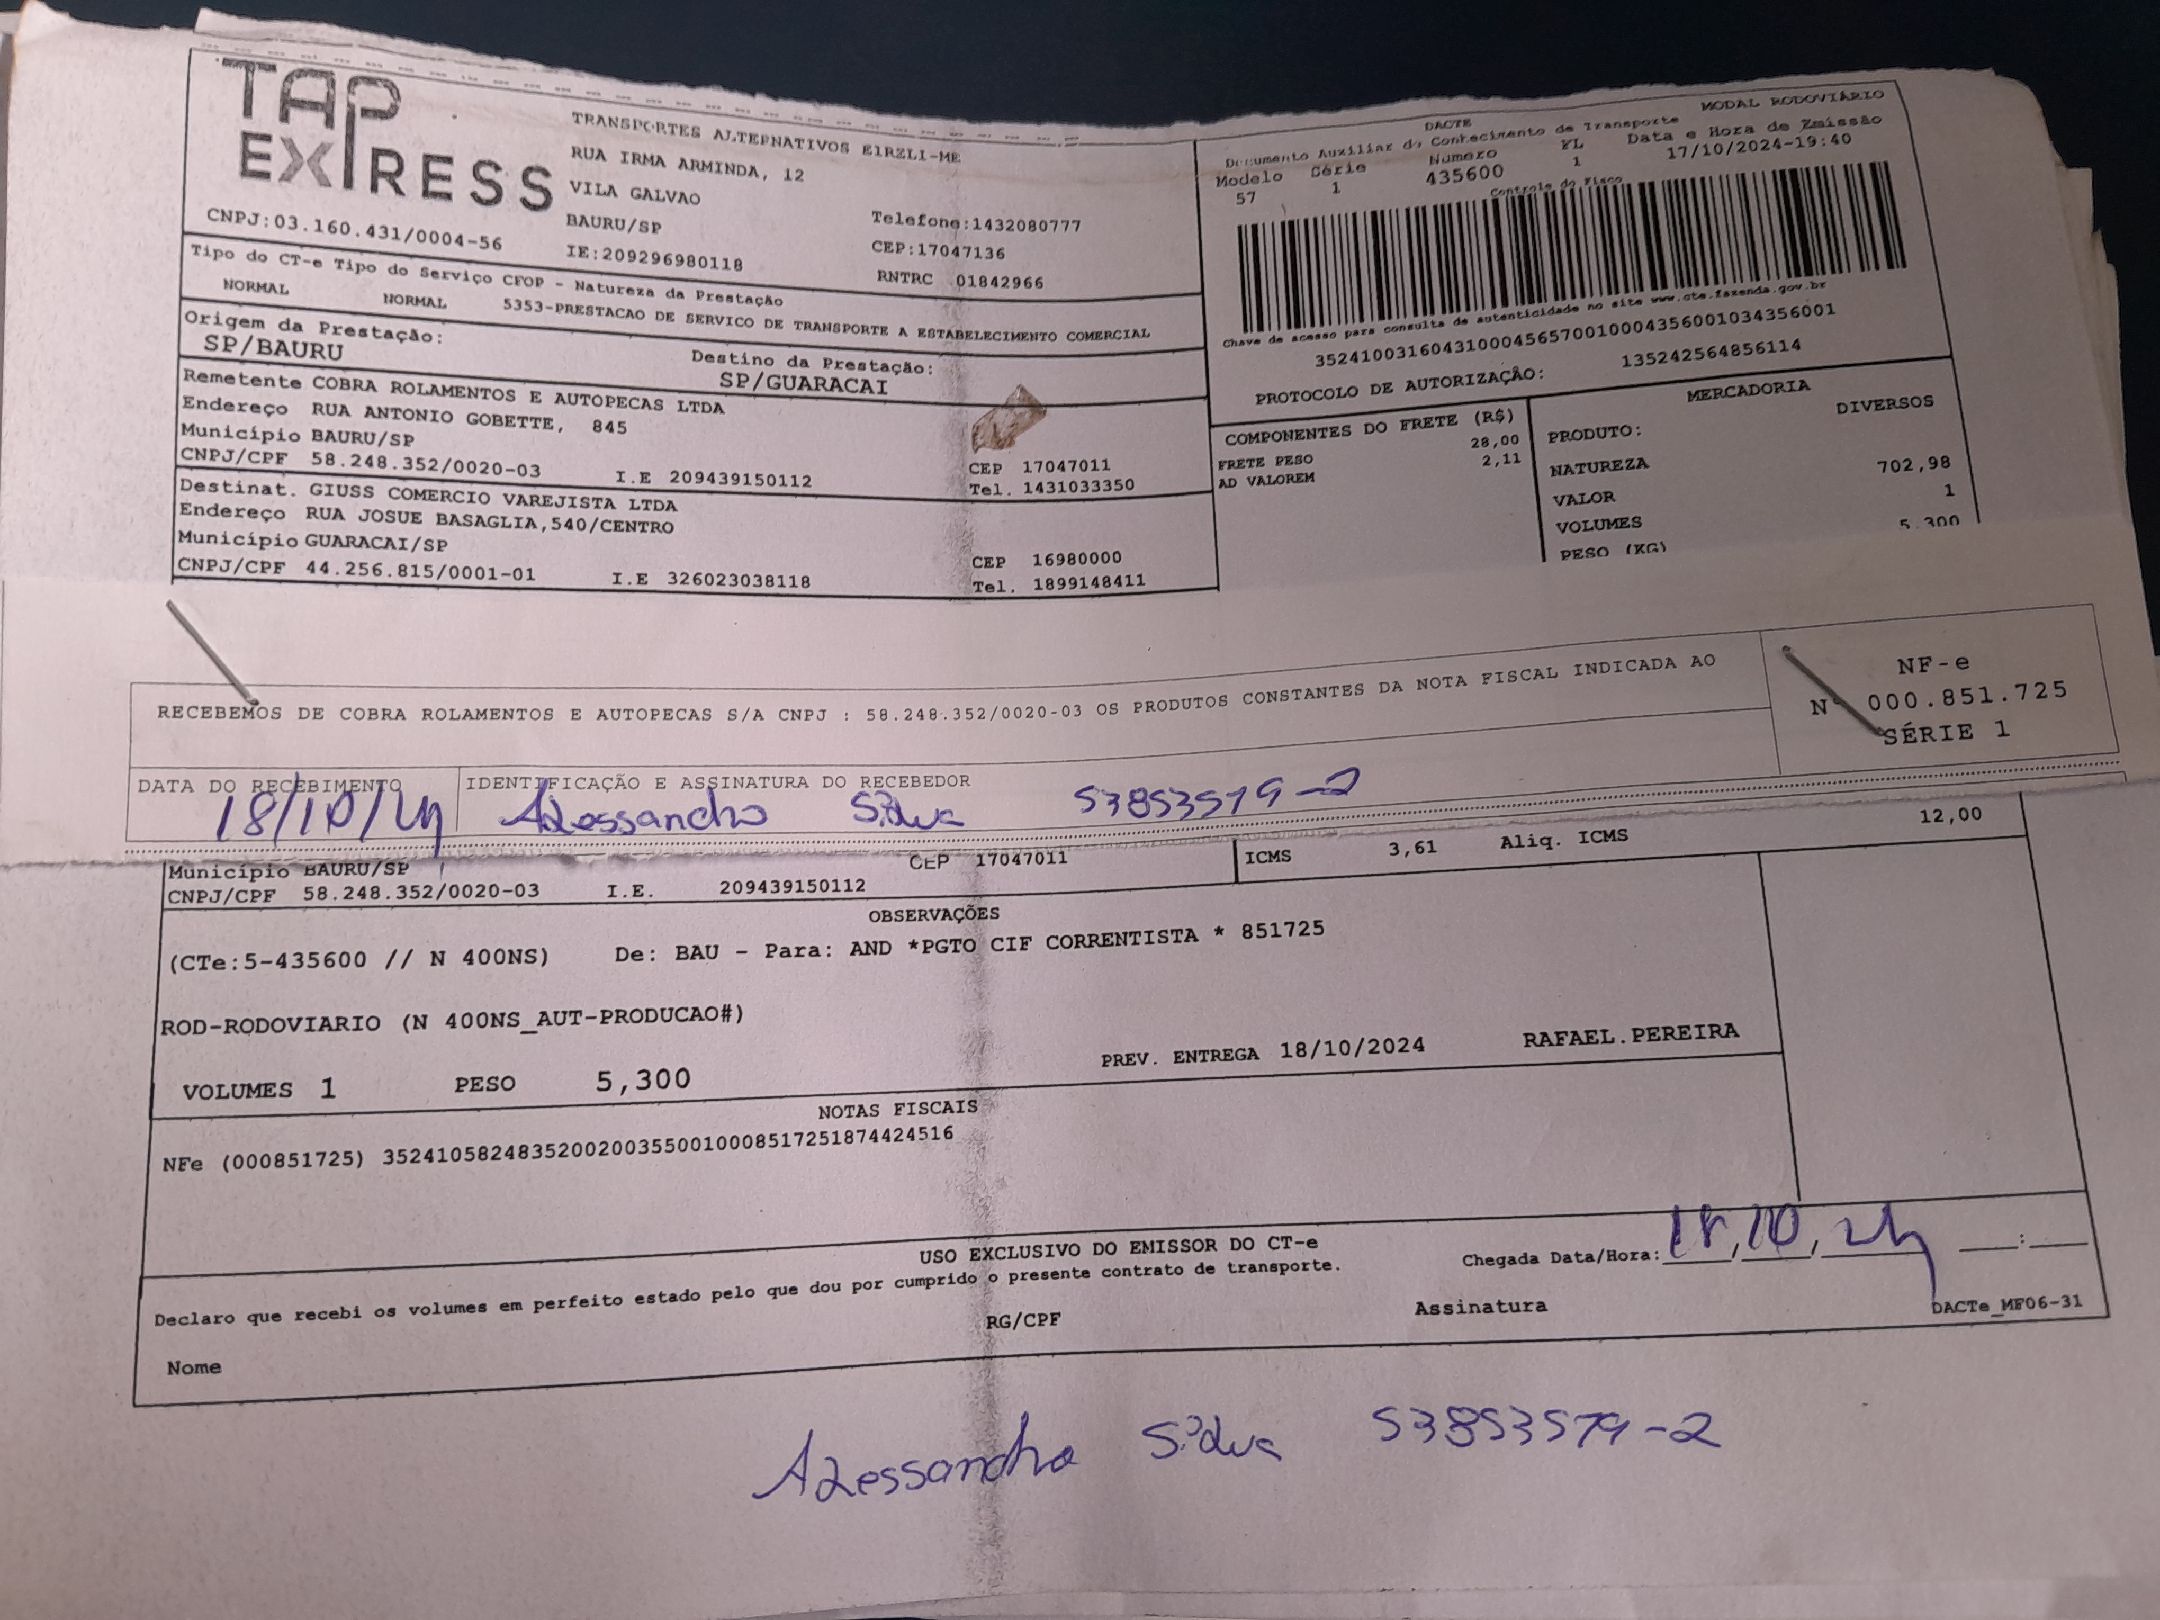 TAP
EXPRESS
TRANSPORTES ALTERNATIVOS EIRELI-ME
RUA IRMA ARMINDA, 12
VILA GALVAO
BAURU/SP
Telefone:1432080777
CNPJ:03.160.431/0004-56
IE:209296980118
CEP:17047136
RNTRC 01842966
DACTE
MODAL RODOVIÁRIO
Documento Auxiliar do Conhecimento de Transporte
Modelo Série Número FL Data e Hora de Emissão
57 1 435600 1 17/10/2024-19:40
Controle do Fisco
Chave de acesso para consulta de autenticidade no site www.cte.fazenda.gov.br
35241003160431000456570010004356001034356001
PROTOCOLO DE AUTORIZAÇÃO: 135242564856114
Tipo do CT-e Tipo do Serviço CFOP - Natureza da Prestação
NORMAL NORMAL 5353-PRESTACAO DE SERVICO DE TRANSPORTE A ESTABELECIMENTO COMERCIAL
Origem da Prestação:
SP/BAURU
Destino da Prestação:
SP/GUARACAI
Remetente COBRA ROLAMENTOS E AUTOPECAS LTDA
Endereço RUA ANTONIO GOBETTE, 845
Município BAURU/SP
CEP 17047011
CNPJ/CPF 58.248.352/0020-03 I.E 209439150112
Tel. 1431033350
Destinat. GIUSS COMERCIO VAREJISTA LTDA
Endereço RUA JOSUE BASAGLIA,540/CENTRO
Município GUARACAI/SP
CEP 16980000
CNPJ/CPF 44.256.815/0001-01 I.E 326023038118
Tel. 1899148411
COMPONENTES DO FRETE (R$)
FRETE PESO 28,00
AD VALOREM 2,11
MERCADORIA
PRODUTO: DIVERSOS
NATUREZA
VALOR 702,98
VOLUMES 1
PESO (KG) 5,300
RECEBEMOS DE COBRA ROLAMENTOS E AUTOPECAS S/A CNPJ : 58.248.352/0020-03 OS PRODUTOS CONSTANTES DA NOTA FISCAL INDICADA AO
NF-e
Nº 000.851.725
SÉRIE 1
DATA DO RECEBIMENTO
IDENTIFICAÇÃO E ASSINATURA DO RECEBEDOR
18/10/24 Alessandro Silva 53853579-2
Município BAURU/SP
CEP 17047011
ICMS 3,61 Aliq. ICMS 12,00
CNPJ/CPF 58.248.352/0020-03 I.E. 209439150112
OBSERVAÇÕES
(CTe:5-435600 // N 400NS) De: BAU - Para: AND *PGTO CIF CORRENTISTA * 851725
ROD-RODOVIARIO (N 400NS_AUT-PRODUCAO#)
PREV. ENTREGA 18/10/2024 RAFAEL.PEREIRA
VOLUMES 1 PESO 5,300
NOTAS FISCAIS
NFe (000851725) 35241058248352002003550010008517251874424516
USO EXCLUSIVO DO EMISSOR DO CT-e
Declaro que recebi os volumes em perfeito estado pelo que dou por cumprido o presente contrato de transporte.
Chegada Data/Hora: 18/10/24 :
Nome RG/CPF Assinatura
DACTe_MF06-31
Alessandro Silva 53853579-2